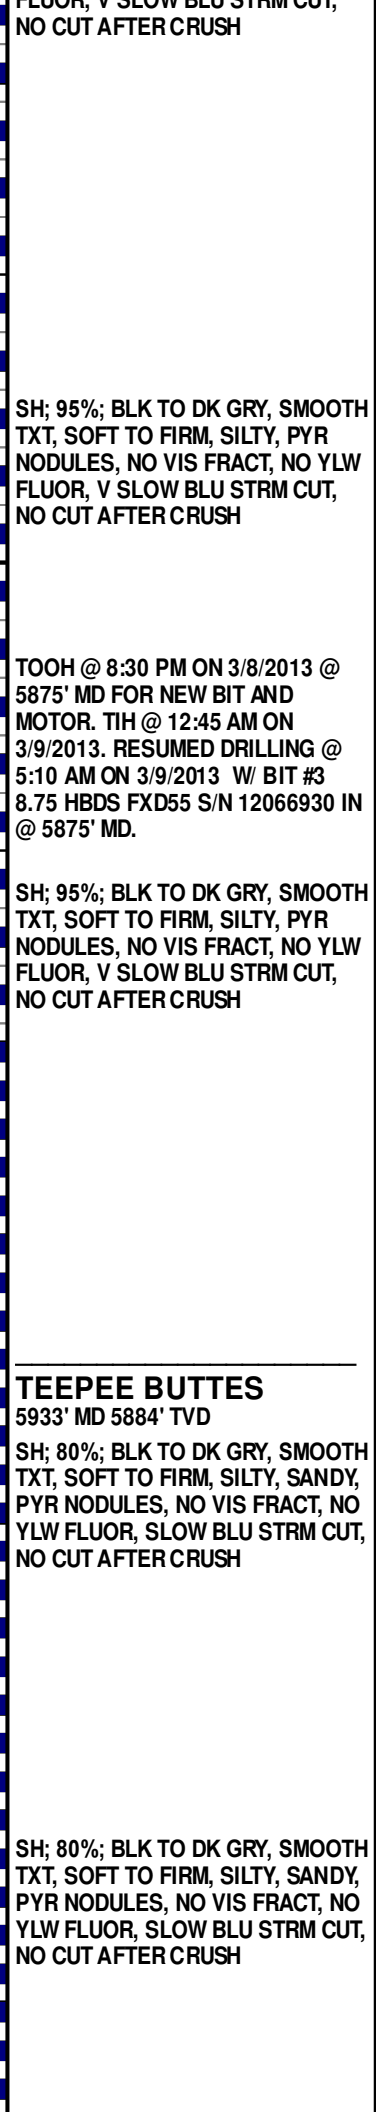 FLUOR, V SLOW BLU STRM CUT,
NO CUT AFTER CRUSH
SH; 95%; BLK TO DK GRY, SMOOTH
TXT, SOFT TO FIRM, SILTY, PYR
NODULES, NO VIS FRACT, NO YLW
FLUOR, V SLOW BLU STRM CUT,
NO CUT AFTER CRUSH
TOOH @ 8:30 PM ON 3/8/2013 @
5875' MD FOR NEW BIT AND
MOTOR. TIH @ 12:45 AM ON
3/9/2013. RESUMED DRILLING @
5:10 AM ON 3/9/2013 W/ BIT #3
8.75 HBDS FXD55 S/N 12066930 IN
@ 5875' MD.
SH; 95%; BLK TO DK GRY, SMOOTH
TXT, SOFT TO FIRM, SILTY, PYR
NODULES, NO VIS FRACT, NO YLW
FLUOR, V SLOW BLU STRM CUT,
NO CUT AFTER CRUSH
TEEPEE BUTTES
5933' MD 5884' TVD
SH; 80%; BLK TO DK GRY, SMOOTH
TXT, SOFT TO FIRM, SILTY, SANDY,
PYR NODULES, NO VIS FRACT, NO
YLW FLUOR, SLOW BLU STRM CUT,
NO CUT AFTER CRUSH
SH; 80%; BLK TO DK GRY, SMOOTH
TXT, SOFT TO FIRM, SILTY, SANDY,
PYR NODULES, NO VIS FRACT, NO
YLW FLUOR, SLOW BLU STRM CUT,
NO CUT AFTER CRUSH